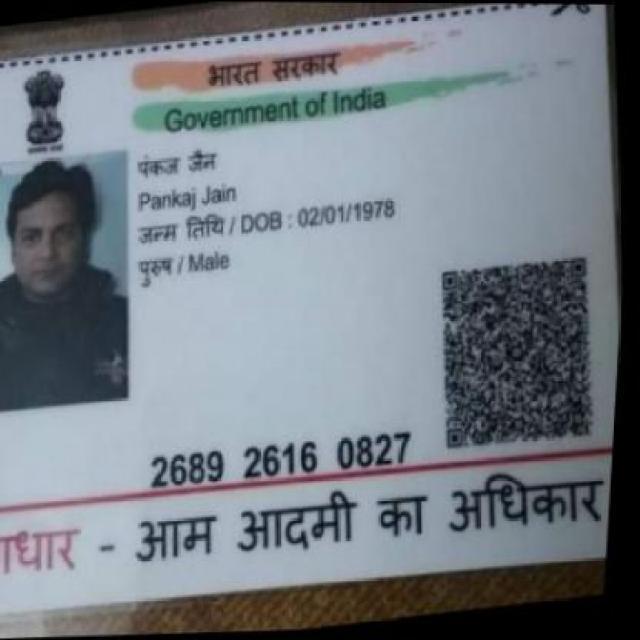 भारत सरकार
Government of India
पंकज जैन
Pankaj Jain
जन्म तिथि / DOB : 02/01/1978
पुरुष / Male
2689 2616 0827
ाधार - आम आदमी का अधिकार